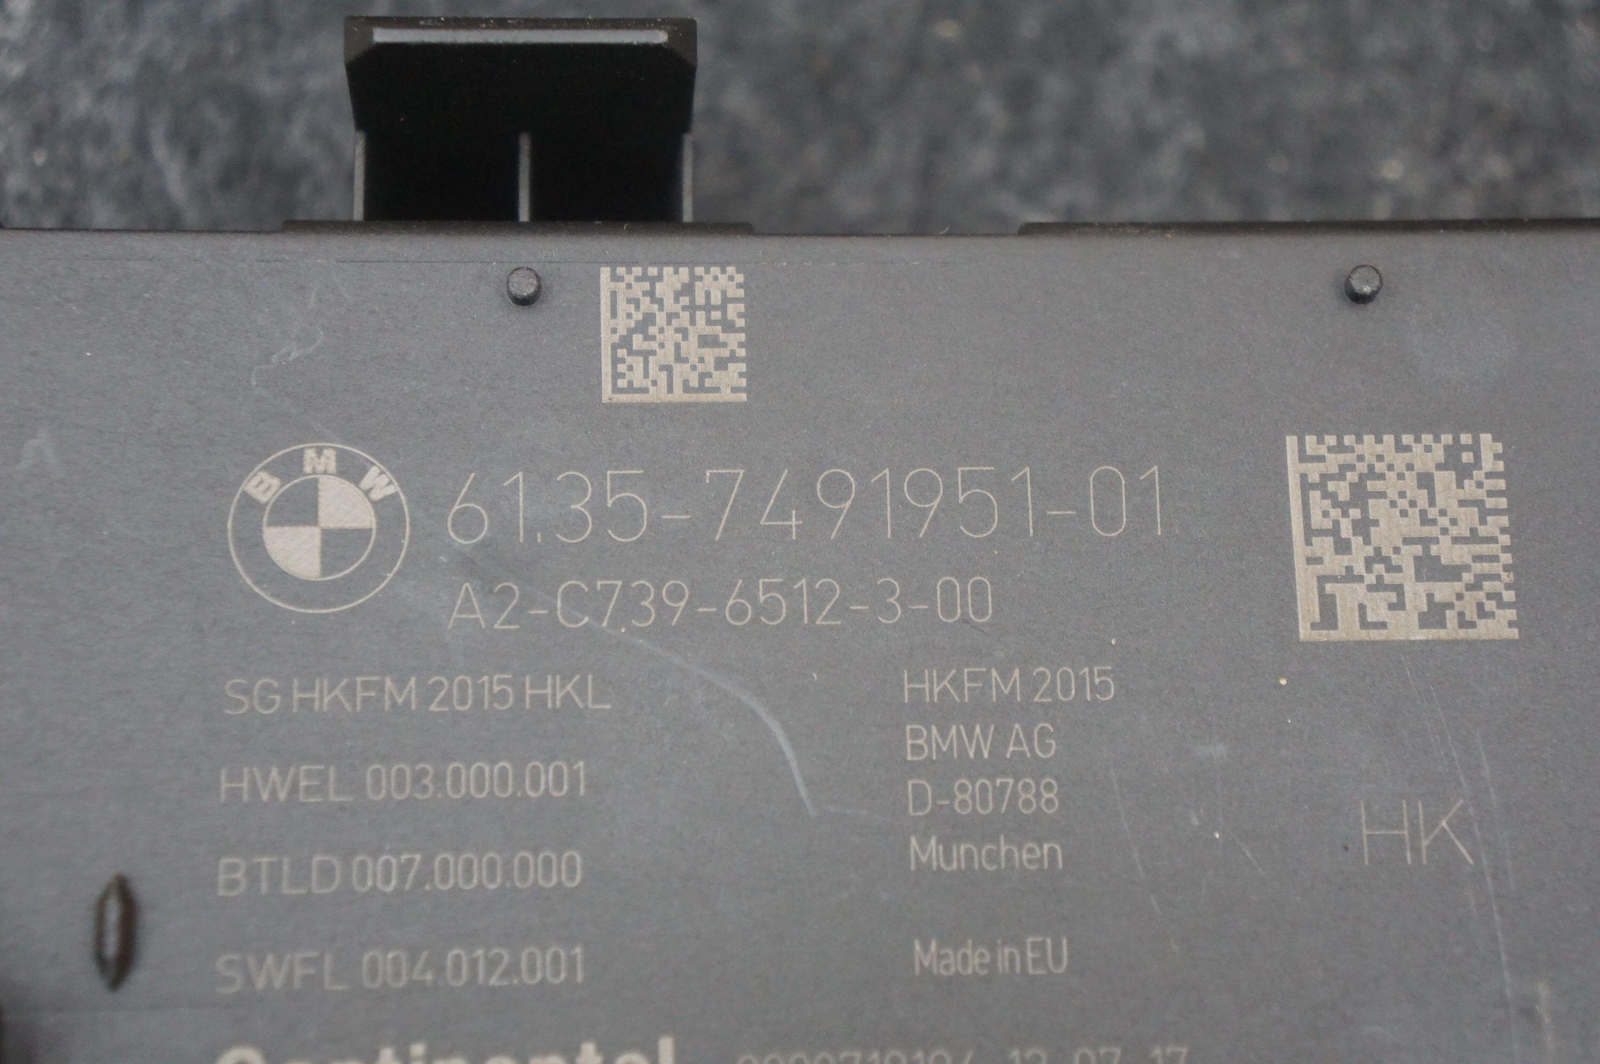 BMW
61.35-7491951-01
A2-C739-6512-3-00
SG HKFM 2015 HKL
HWEL 003.000.001
BTLD 007.000.000
SWFL 004.012.001
HKFM 2015
BMW AG
D-80788
Munchen
Made in EU
HK
Continental